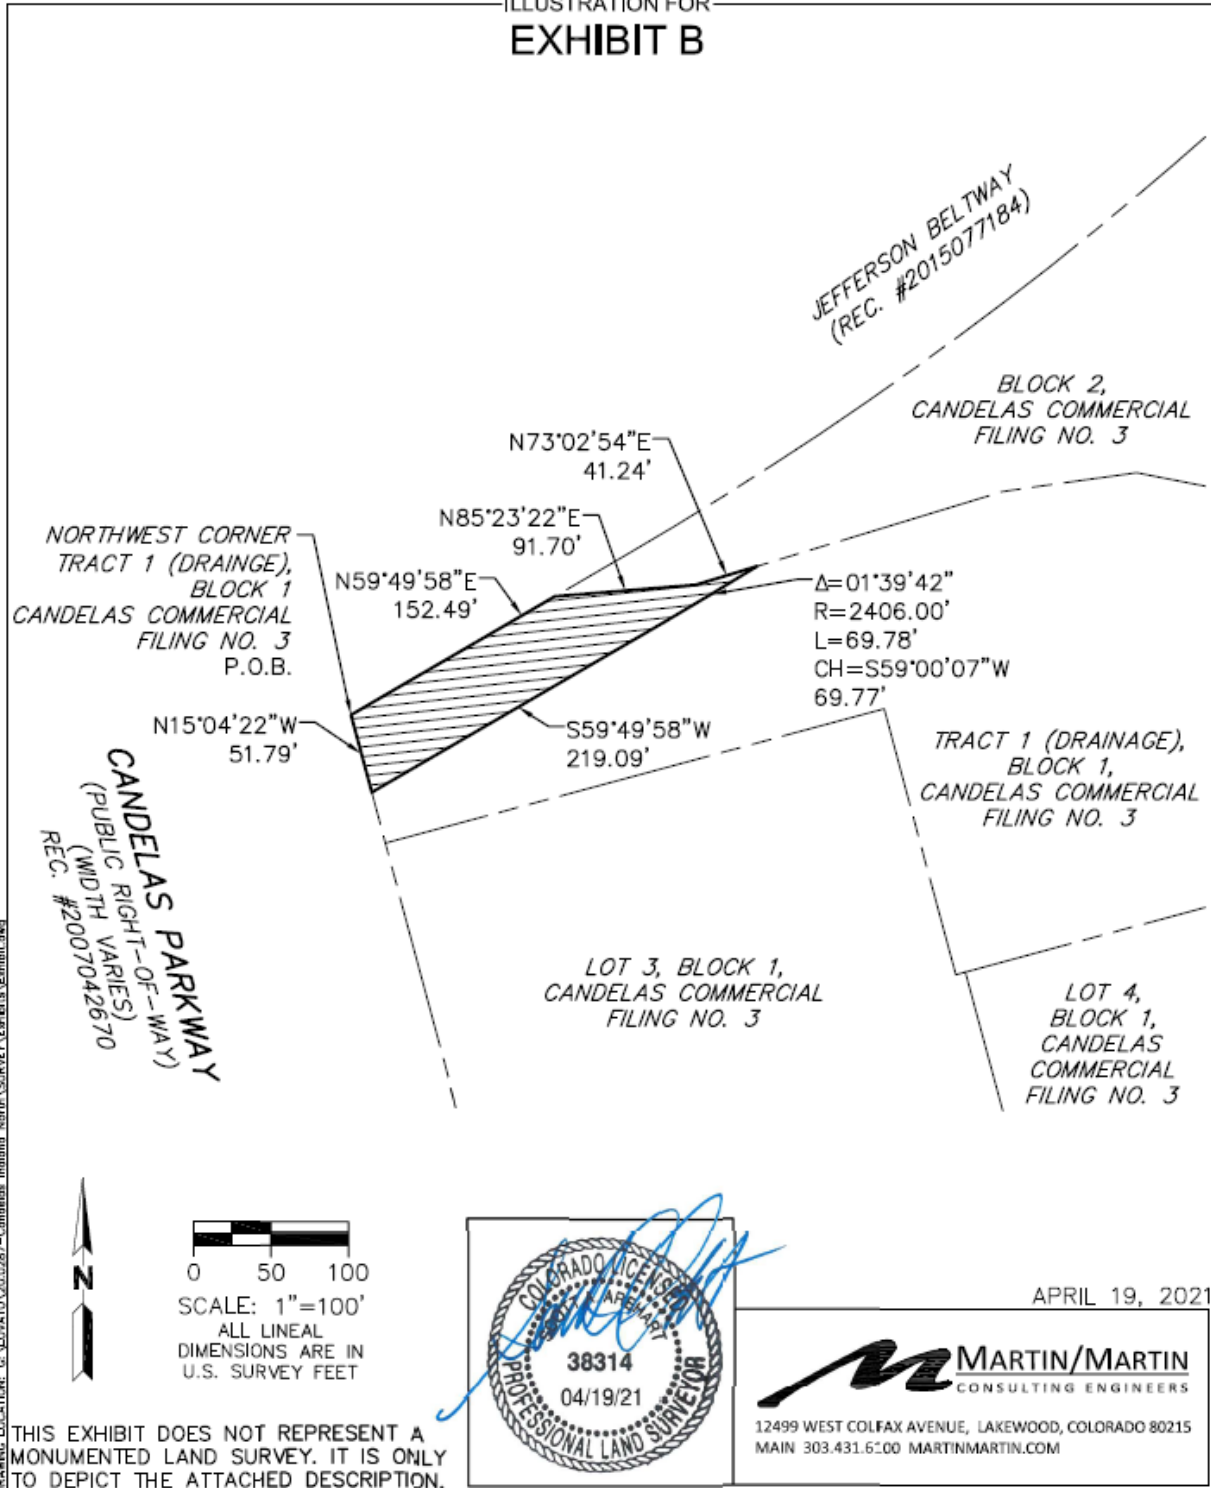 ILLUSTRATION FOR
EXHIBIT B
JEFFERSON BELTWAY
(REC. #2015077184)
BLOCK 2,
CANDELAS COMMERCIAL
FILING NO. 3
N73°02'54"E
41.24'
N85°23'22"E
91.70'
N59°49'58"E
152.49'
NORTHWEST CORNER
TRACT 1 (DRAINGE),
BLOCK 1
CANDELAS COMMERCIAL
FILING NO. 3
P.O.B.
N15°04'22"W
51.79'
Δ=01°39'42"
R=2406.00'
L=69.78'
CH=S59°00'07"W
69.77'
S59°49'58"W
219.09'
TRACT 1 (DRAINAGE),
BLOCK 1,
CANDELAS COMMERCIAL
FILING NO. 3
CANDELAS PARKWAY
(PUBLIC RIGHT-OF-WAY)
(WIDTH VARIES)
REC. #2007042670
LOT 3, BLOCK 1,
CANDELAS COMMERCIAL
FILING NO. 3
LOT 4,
BLOCK 1,
CANDELAS
COMMERCIAL
FILING NO. 3
N
0 50 100
SCALE: 1"=100'
ALL LINEAL
DIMENSIONS ARE IN
U.S. SURVEY FEET
THIS EXHIBIT DOES NOT REPRESENT A
MONUMENTED LAND SURVEY. IT IS ONLY
TO DEPICT THE ATTACHED DESCRIPTION.
COLORADO LICENSED
38314
04/19/21
PROFESSIONAL LAND SURVEYOR
APRIL 19, 2021
MARTIN/MARTIN
CONSULTING ENGINEERS
12499 WEST COLFAX AVENUE, LAKEWOOD, COLORADO 80215
MAIN 303.431.6100 MARTINMARTIN.COM